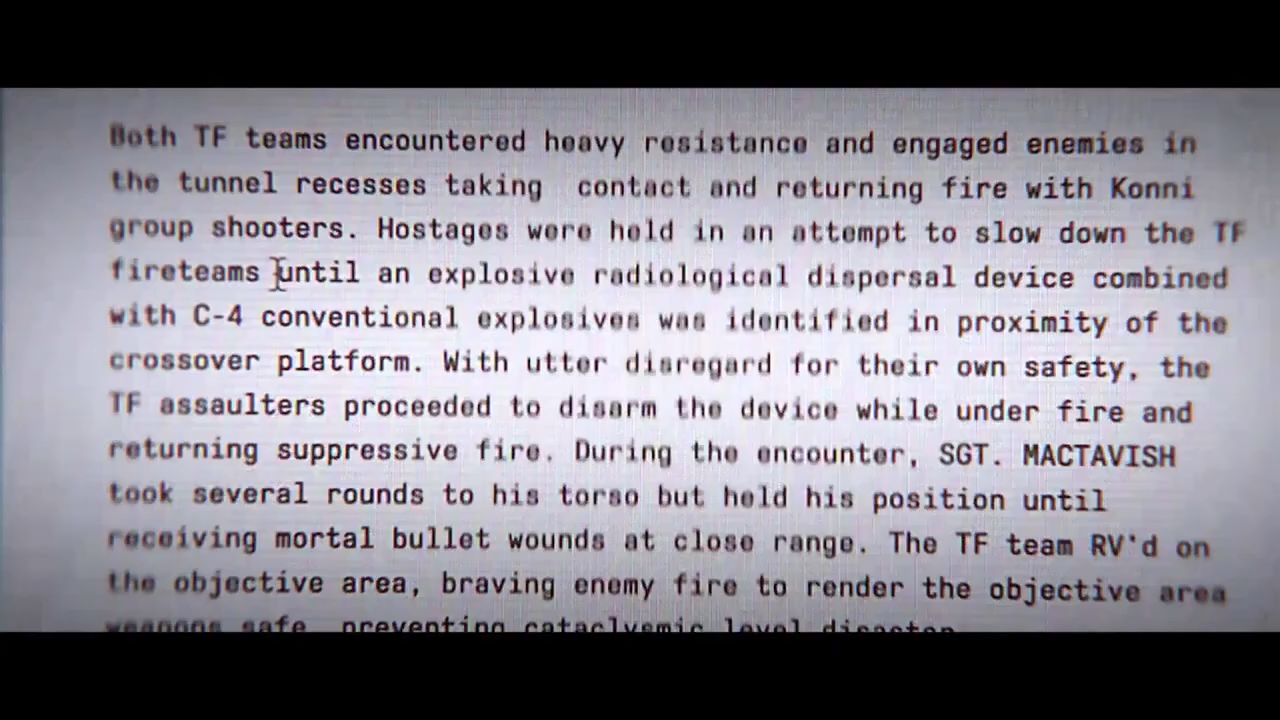 Both TF teams encountered heavy resistance and engaged enemies in
the tunnel recesses taking  contact and returning fire with Konni
group shooters. Hostages were held in an attempt to slow down the TF
fireteams until an explosive radiological dispersal device combined
with C-4 conventional explosives was identified in proximity of the
crossover platform. With utter disregard for their own safety, the
TF assaulters proceeded to disarm the device while under fire and
returning suppressive fire. During the encounter, SGT. MACTAVISH
took several rounds to his torso but held his position until
receiving mortal bullet wounds at close range. The TF team RV'd on
the objective area, braving enemy fire to render the objective area
weapons safe, preventing cataclysmic level disaster.